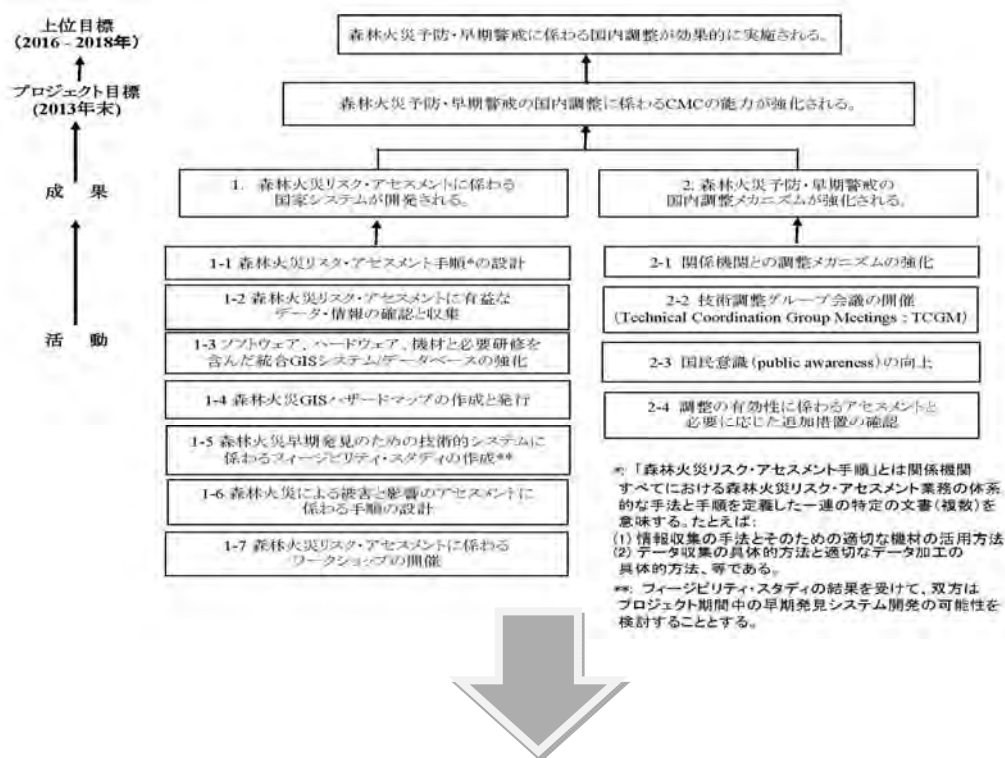 上位目標
(2016 - 2018年)
森林火災予防・早期警戒に係わる国内調整が効果的に実施される。
プロジェクト目標
(2013年末)
森林火災予防・早期警戒の国内調整に係わるCMCの能力が強化される。
成 果
1. 森林火災リスク・アセスメントに係わる
国家システムが開発される。
2. 森林火災予防・早期警戒の
国内調整メカニズムが強化される。
活 動
1-1 森林火災リスク・アセスメント手順*の設計
1-2 森林火災リスク・アセスメントに有益な
データ・情報の確認と収集
1-3 ソフトウェア、ハードウェア、機材と必要研修を
含んだ統合GISシステム/データベースの強化
1-4 森林火災GISハザードマップの作成と発行
1-5 森林火災早期発見のための技術的システムに
係わるフィージビリティ・スタディの作成**
1-6 森林火災による被害と影響のアセスメントに
係わる手順の設計
1-7 森林火災リスク・アセスメントに係わる
ワークショップの開催
2-1 関係機関との調整メカニズムの強化
2-2 技術調整グループ会議の開催
(Technical Coordination Group Meetings : TCGM)
2-3 国民意識(public awareness)の向上
2-4 調整の有効性に係わるアセスメントと
必要に応じた追加措置の確認
*: 「森林火災リスク・アセスメント手順」とは関係機関
すべてにおける森林火災リスク・アセスメント業務の体系
的な手法と手順を定義した一連の特定の文書(複数)を
意味する。たとえば:
(1) 情報収集の手法とそのための適切な機材の活用方法
(2) データ収集の具体的方法と適切なデータ加工の
具体的方法、等である。
**: フィージビリティ・スタディの結果を受けて、双方は
プロジェクト期間中の早期発見システム開発の可能性を
検討することとする。